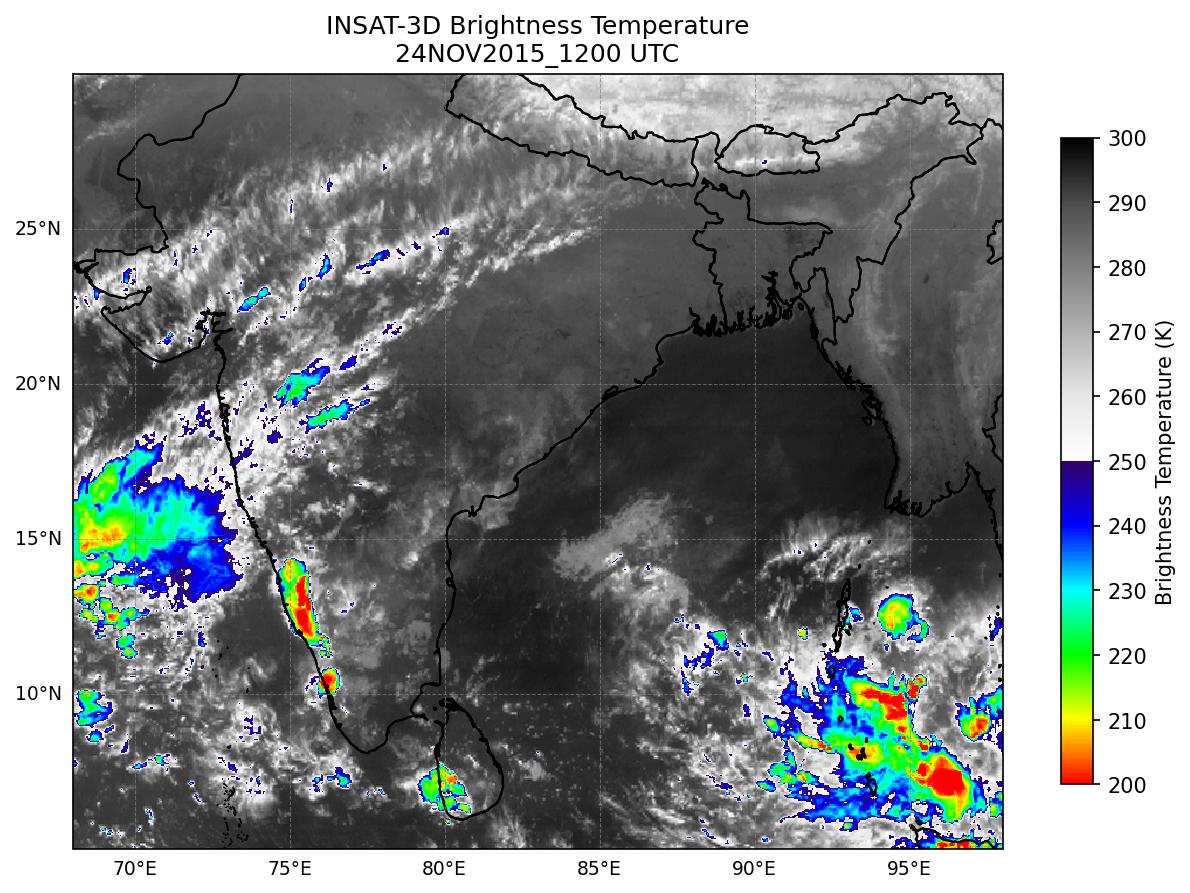 INSAT-3D Brightness Temperature
24NOV2015_1200 UTC
25°N
20°N
15°N
10°N
70°E
75°E
80°E
85°E
90°E
95°E
300
290
280
270
260
250
240
230
220
210
200
Brightness Temperature (K)